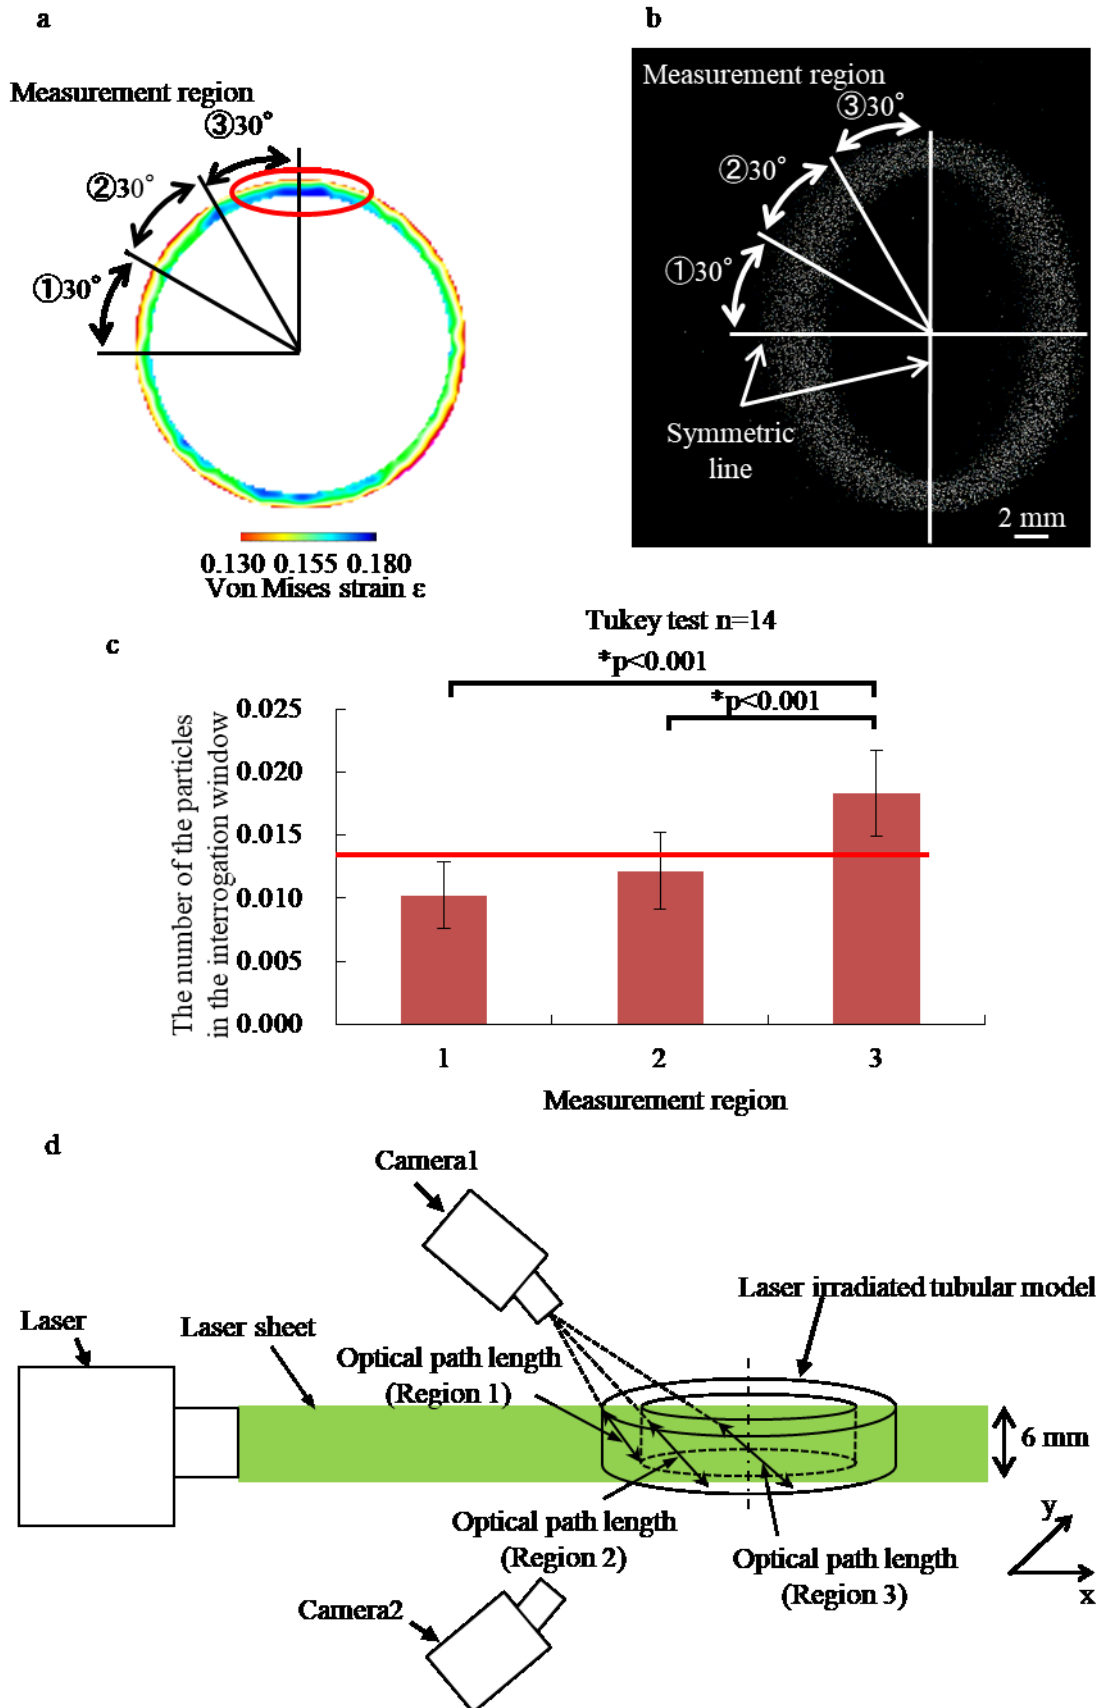 a
Measurement region
③30°
②30°
①30°
0.130 0.155 0.180
Von Mises strain ε
b
Measurement region
③30°
②30°
①30°
Symmetric
line
2 mm
c
Tukey test n=14
*p<0.001
*p<0.001
The number of the particles
in the interrogation window
0.025
0.020
0.015
0.010
0.005
0.000
1
2
3
Measurement region
d
Camera1
Laser
Laser sheet
Optical path length
(Region 1)
Laser irradiated tubular model
6 mm
Optical path length
(Region 2)
Optical path length
(Region 3)
y
x
Camera2